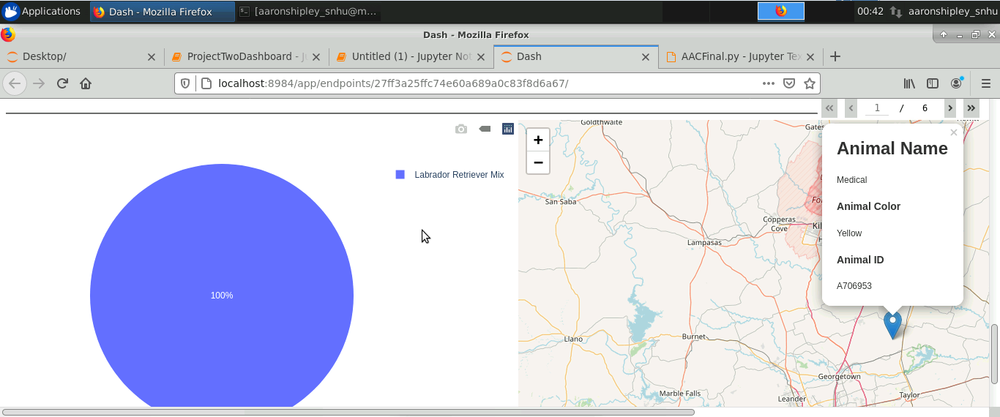 Applications
Dash - Mozilla Firefox
[aaronshipley_snhu@m...
00:42
aaronshipley_snhu
Dash - Mozilla Firefox
Desktop/
ProjectTwoDashboard - J
Untitled (1) - Jupyter Not
Dash
AACFinal.py - Jupyter Tex
localhost:8984/app/endpoints/27ff3a25ffc74e60a689a0c83f8d6a67/
1 / 6
100%
Labrador Retriever Mix
+
−
Goldthwaite
Gates
San Saba
Copperas
Cove
Kil
Fo
Lampasas
Llano
Burnet
Marble Falls
Georgetown
Leander
Taylor
×
Animal Name
Medical
Animal Color
Yellow
Animal ID
A706953